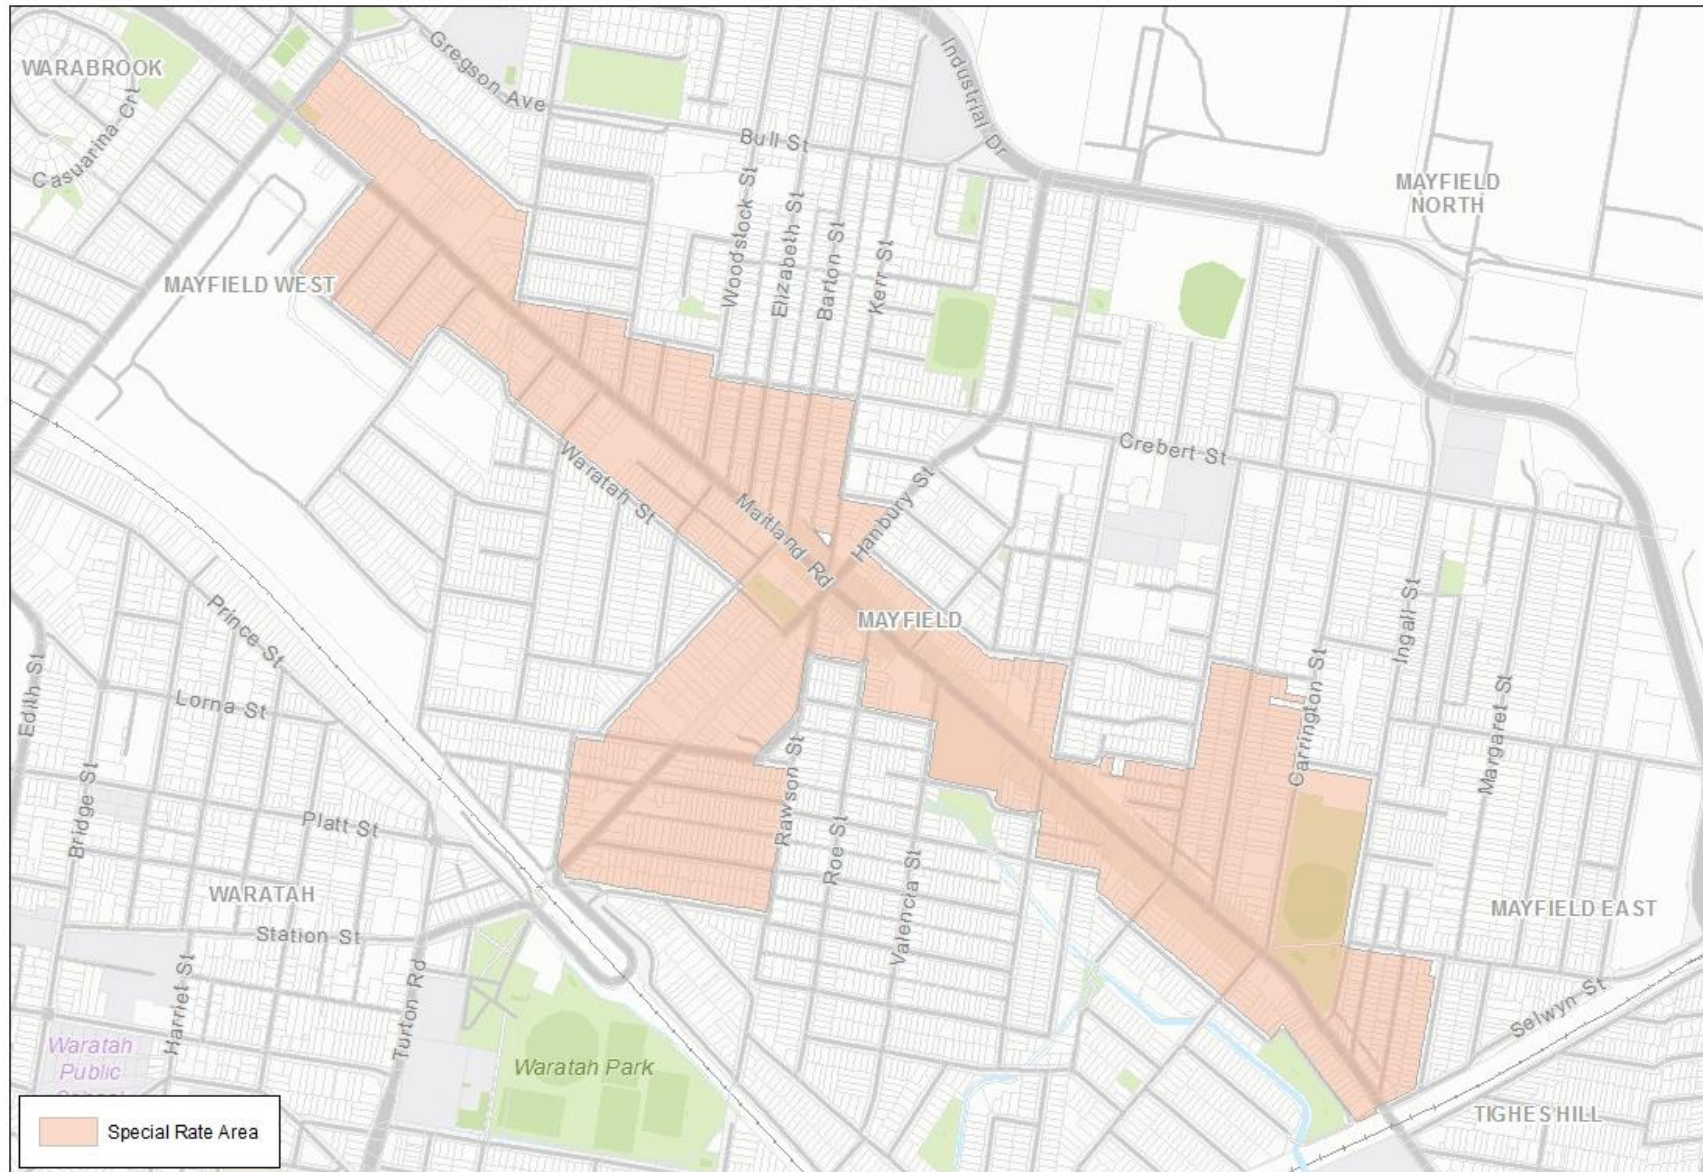 WARABROOK
Gregson Ave
Industrial Dr
Casuarina Crt
Bull St
MAYFIELD
NORTH
Woodstock St
Elizabeth St
Barton St
Kerr St
MAYFIELD WEST
Crebert St
Waratah St
Maitland Rd
Hanbury St
MAYFIELD
Prince St
Ingall St
Edith St
Lorna St
Carrington St
Margaret St
Bridge St
Platt St
Rawson St
Roe St
Valencia St
WARATAH
MAYFIELD EAST
Station St
Harriet St
Turton Rd
Selwyn St
Waratah
Public
Waratah Park
TIGHES HILL
Special Rate Area